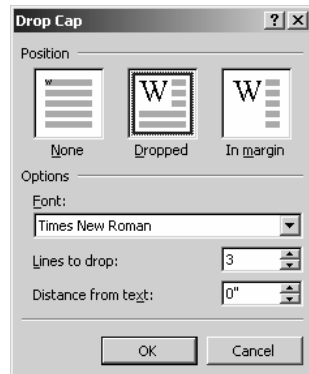 Drop Cap
Position
W W W
None Dropped In margin
Options
Font:
Times New Roman
Lines to drop: 3
Distance from text: 0"
OK Cancel